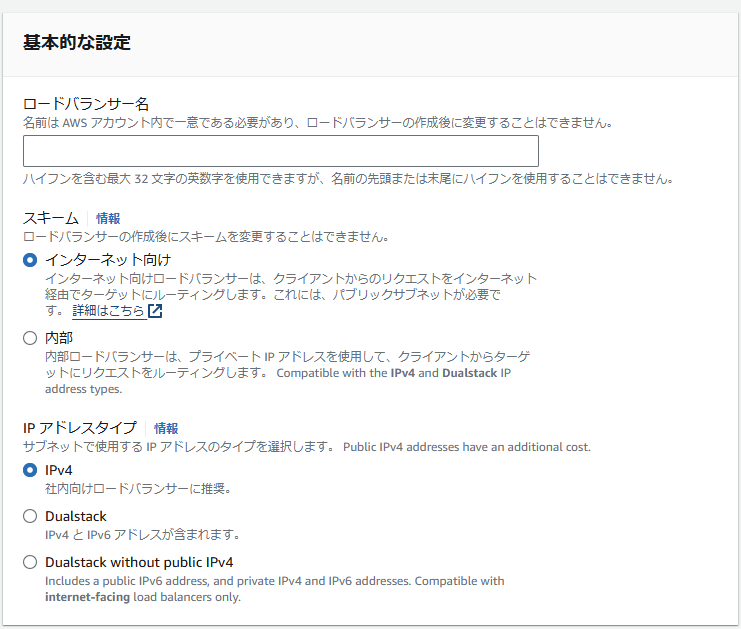 基本的な設定
ロードバランサー名
名前は AWS アカウント内で一意である必要があり、ロードバランサーの作成後に変更することはできません。
ハイフンを含む最大 32 文字の英数字を使用できますが、名前の先頭または末尾にハイフンを使用することはできません。
スキーム 情報
ロードバランサーの作成後にスキームを変更することはできません。
インターネット向け
インターネット向けロードバランサーは、クライアントからのリクエストをインターネット
経由でターゲットにルーティングします。これには、パブリックサブネットが必要で
す。 詳細はこちら
内部
内部ロードバランサーは、プライベート IP アドレスを使用して、クライアントからターゲ
ットにリクエストをルーティングします。 Compatible with the IPv4 and Dualstack IP
address types.
IP アドレスタイプ 情報
サブネットで使用する IP アドレスのタイプを選択します。 Public IPv4 addresses have an additional cost.
IPv4
社内向けロードバランサーに推奨。
Dualstack
IPv4 と IPv6 アドレスが含まれます。
Dualstack without public IPv4
Includes a public IPv6 address, and private IPv4 and IPv6 addresses. Compatible with
internet-facing load balancers only.